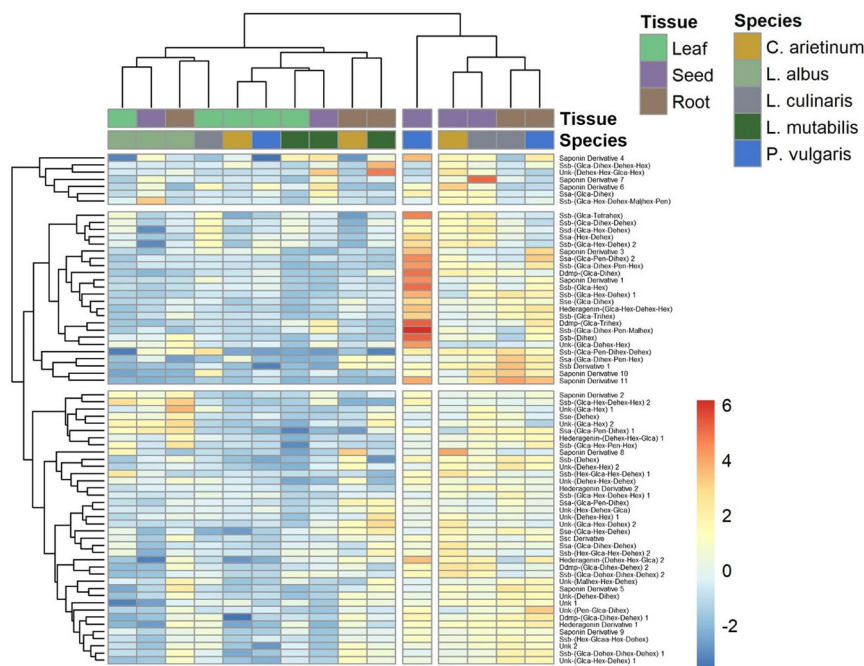 Tissue
Leaf
Seed
Root
Species
C. arietinum
L. albus
L. culinaris
L. mutabilis
P. vulgaris
Tissue
Species
Saponin Derivative 4
Ssb-(Glca-Dihex-Dehex-Hex)
Unk-(Dehex-Hex-Glca-Hex)
Saponin Derivative 7
Saponin Derivative 6
Ssa-(Glca-Dihex)
Ssb-(Glca-Hex-Dehex-Malhex-Pen)
Ssb-(Glca-Tetrahex)
Ssb-(Glca-Dihex-Dehex)
Ssd-(Glca-Hex-Dehex)
Ssa-(Hex-Dehex)
Ssb-(Glca-Hex-Dehex) 2
Saponin Derivative 3
Ssa-(Glca-Pen-Dihex) 2
Ssb-(Glca-Dihex-Pen-Hex)
Ddmp-(Glca-Dihex)
Saponin Derivative 1
Ssb-(Glca-Hex)
Ssb-(Glca-Hex-Dehex) 1
Sse-(Glca-Dihex)
Hederagenin-(Glca-Hex-Dehex-Hex)
Ssb-(Glca-Trihex)
Ddmp-(Glca-Trihex)
Ssb-(Glca-Dihex-Pen-Malhex)
Ssb-(Dihex)
Unk-(Glca-Dehex-Hex)
Ssb-(Glca-Pen-Dihex-Dehex)
Ssa-(Glca-Dihex-Pen-Hex)
Ssb Derivative 1
Saponin Derivative 10
Saponin Derivative 11
Saponin Derivative 2
Ssb-(Glca-Hex-Dehex-Hex) 2
Unk-(Glca-Hex) 1
Sse-(Dehex)
Unk-(Glca-Hex) 2
Ssa-(Glca-Pen-Dihex) 1
Hederagenin-(Dehex-Hex-Glca) 1
Ssb-(Glca-Hex-Pen-Hex)
Saponin Derivative 8
Ssb-(Dehex)
Unk-(Dehex-Hex) 2
Ssb-(Hex-Glca-Hex-Dehex) 1
Unk-(Dehex-Hex-Dehex)
Hederagenin Derivative 2
Ssb-(Glca-Hex-Dehex-Hex) 1
Ssa-(Glca-Pen-Dihex)
Unk-(Hex-Dehex-Glca)
Unk-(Dehex-Hex) 1
Unk-(Glca-Hex-Dehex) 2
Sse-(Glca-Hex-Dehex)
Ssc Derivative
Ssa-(Glca-Dihex-Dehex)
Ssb-(Hex-Glca-Hex-Dehex) 2
Hederagenin-(Dehex-Hex-Glca) 2
Ddmp-(Glca-Dihex-Dehex) 2
Ssb-(Glca-Dehex-Dihex-Dehex) 2
Unk-(Malhex-Hex-Dehex)
Saponin Derivative 5
Unk-(Dehex-Dihex)
Unk 1
Unk-(Pen-Glca-Dihex)
Ddmp-(Glca-Dihex-Dehex) 1
Hederagenin Derivative 1
Saponin Derivative 9
Ssb-(Hex-Glcaa-Hex-Dehex)
Unk 2
Ssb-(Glca-Dehex-Dihex-Dehex) 1
Unk-(Glca-Hex-Dehex) 1
6
4
2
0
-2